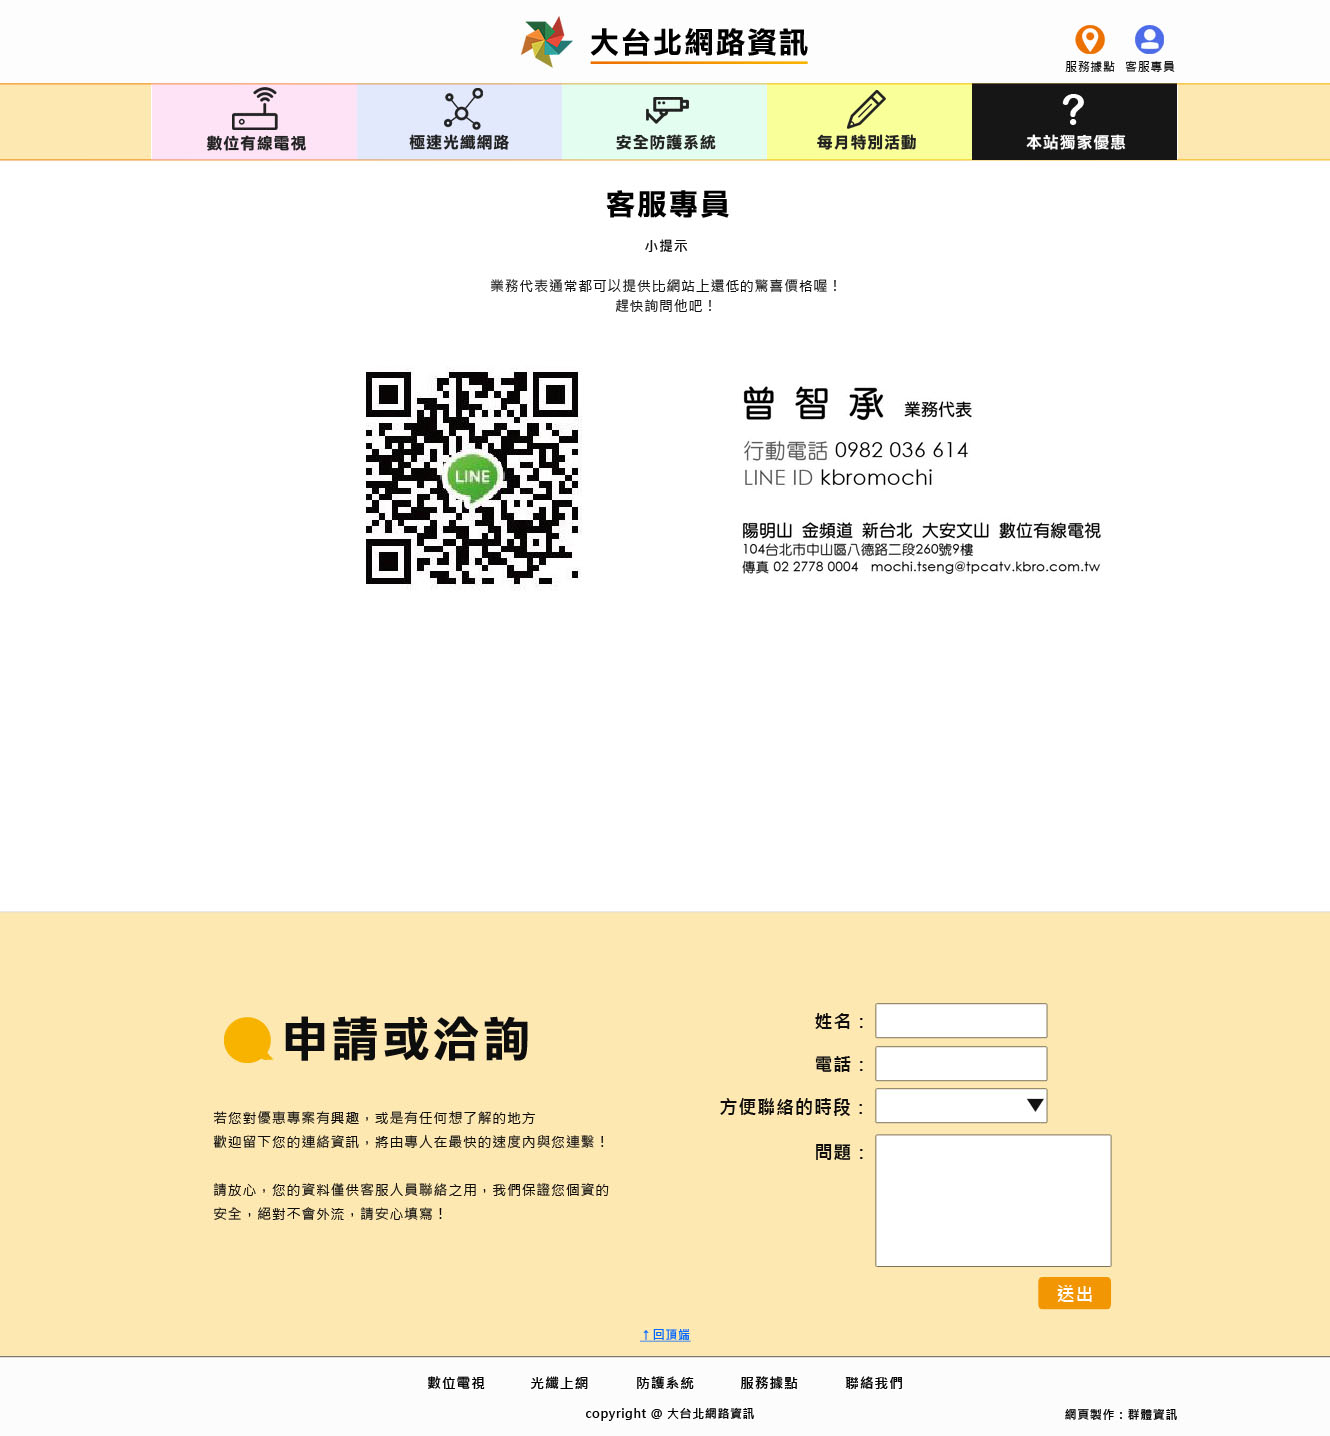 大台北網路資訊
服務據點 客服專員
數位有線電視 極速光纖網路 安全防護系統 每月特別活動 本站獨家優惠
客服專員
小提示
業務代表通常都可以提供比網站上還低的驚喜價格喔！
趕快詢問他吧！
LINE
曾智承 業務代表
行動電話 0982 036 614
LINE ID kbromochi
陽明山 金頻道 新台北 大安文山 數位有線電視
104台北市中山區八德路二段260號9樓
傳真 02 2778 0004 mochi.tseng@tpcatv.kbro.com.tw
申請或洽詢
若您對優惠專案有興趣，或是有任何想了解的地方
歡迎留下您的連絡資訊，將由專人在最快的速度內與您連繫！
請放心，您的資料僅供客服人員聯絡之用，我們保證您個資的
安全，絕對不會外流，請安心填寫！
姓名：
電話：
方便聯絡的時段：
問題：
送出
↑回頂端
數位電視 光纖上網 防護系統 服務據點 聯絡我們
copyright @ 大台北網路資訊
網頁製作：群體資訊